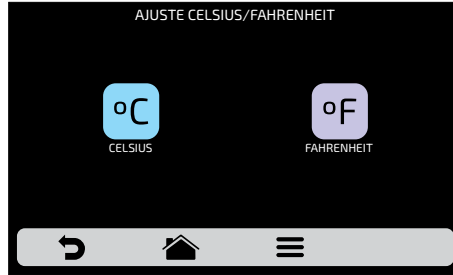 AJUSTE CELSIUS/FAHRENHEIT
ºC
ºF
CELSIUS
FAHRENHEIT